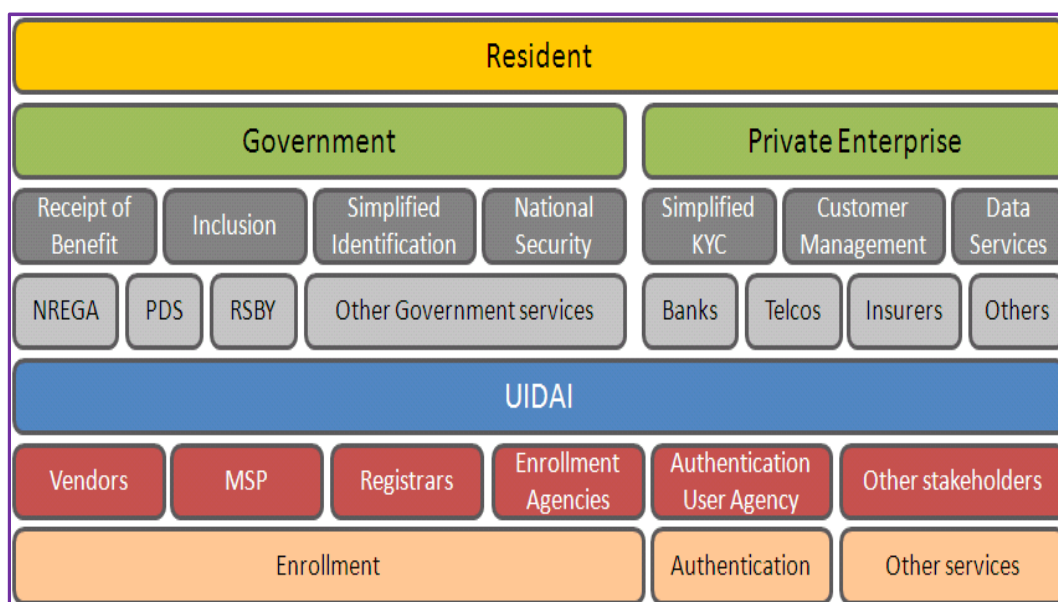 Resident
Government
Private Enterprise
Receipt of
Benefit
Inclusion
Simplified
Identification
National
Security
Simplified
KYC
Customer
Management
Data
Services
NREGA
PDS
RSBY
Other Government services
Banks
Telcos
Insurers
Others
UIDAI
Vendors
MSP
Registrars
Enrollment
Agencies
Authentication
User Agency
Other stakeholders
Enrollment
Authentication
Other services